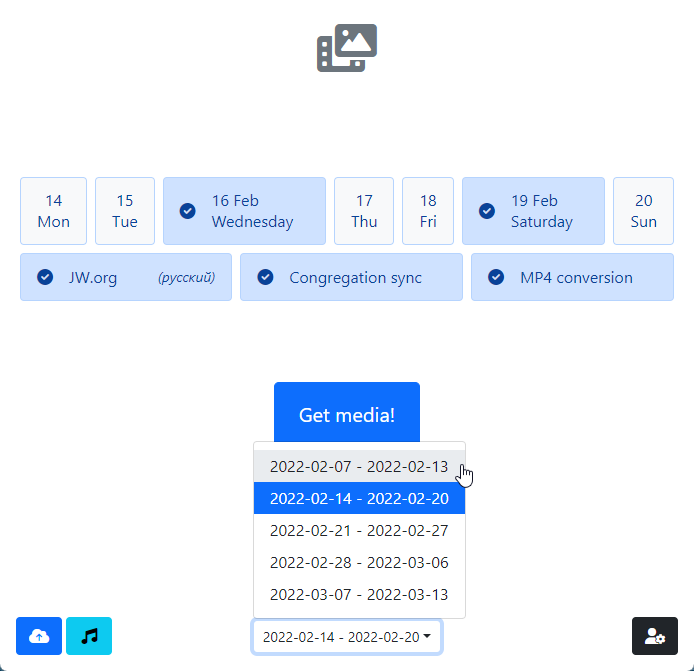 14
Mon
15
Tue
16 Feb
Wednesday
17
Thu
18
Fri
19 Feb
Saturday
20
Sun
JW.org (русский)
Congregation sync
MP4 conversion
Get media!
2022-02-07 - 2022-02-13
2022-02-14 - 2022-02-20
2022-02-21 - 2022-02-27
2022-02-28 - 2022-03-06
2022-03-07 - 2022-03-13
2022-02-14 - 2022-02-20